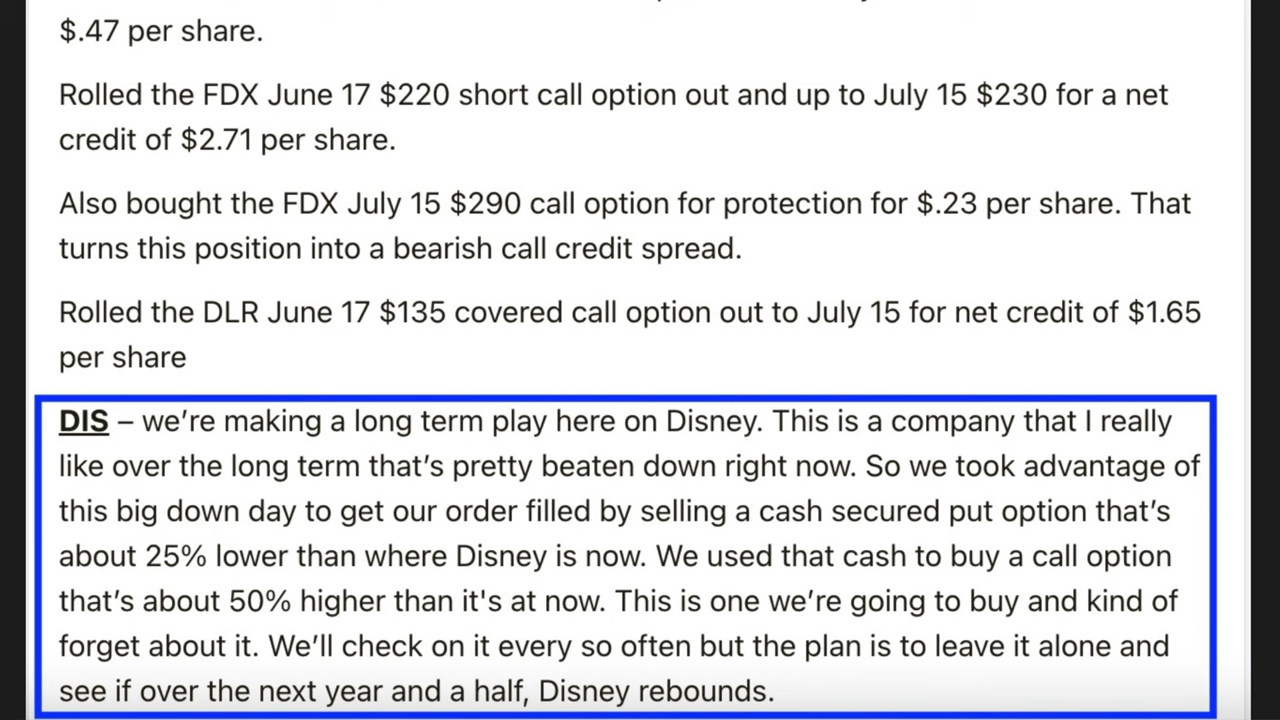 $.47 per share.
Rolled the FDX June 17 $220 short call option out and up to July 15 $230 for a net
credit of $2.71 per share.
Also bought the FDX July 15 $290 call option for protection for $.23 per share. That
turns this position into a bearish call credit spread.
Rolled the DLR June 17 $135 covered call option out to July 15 for net credit of $1.65
per share
DIS – we’re making a long term play here on Disney. This is a company that I really
like over the long term that’s pretty beaten down right now. So we took advantage of
this big down day to get our order filled by selling a cash secured put option that’s
about 25% lower than where Disney is now. We used that cash to buy a call option
that’s about 50% higher than it's at now. This is one we’re going to buy and kind of
forget about it. We’ll check on it every so often but the plan is to leave it alone and
see if over the next year and a half, Disney rebounds.